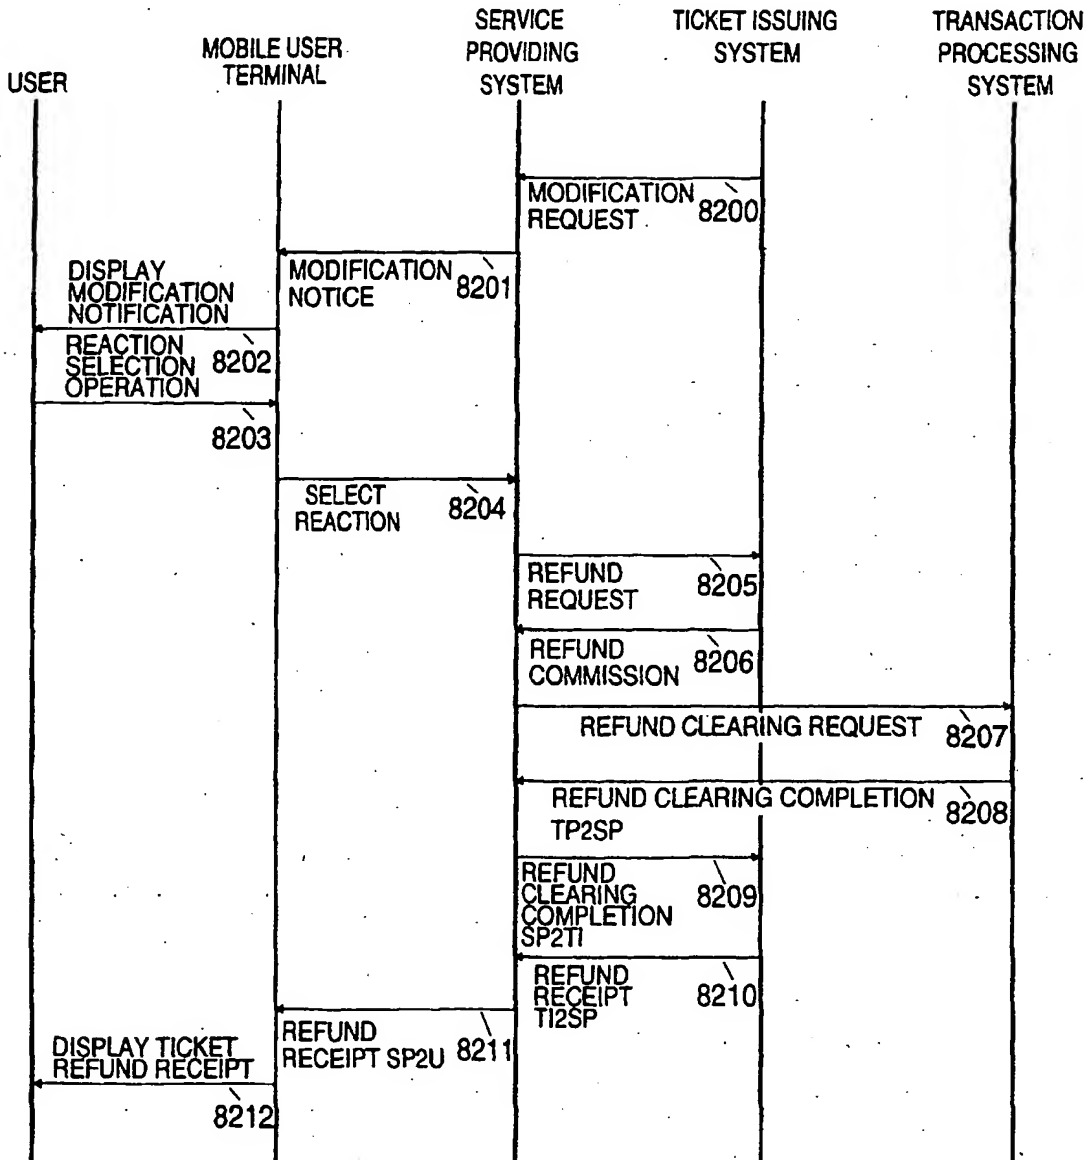 USER
MOBILE USER
TERMINAL
SERVICE
PROVIDING
SYSTEM
TICKET ISSUING
SYSTEM
TRANSACTION
PROCESSING
SYSTEM
MODIFICATION
REQUEST
8200
MODIFICATION
NOTICE
8201
DISPLAY
MODIFICATION
NOTIFICATION
8202
REACTION
SELECTION
OPERATION
8203
SELECT
REACTION
8204
REFUND
REQUEST
8205
REFUND
COMMISSION
8206
REFUND CLEARING REQUEST
8207
REFUND CLEARING COMPLETION
TP2SP
8208
REFUND
CLEARING
COMPLETION
SP2TI
8209
REFUND
RECEIPT
TI2SP
8210
REFUND
RECEIPT SP2U
8211
DISPLAY TICKET
REFUND RECEIPT
8212